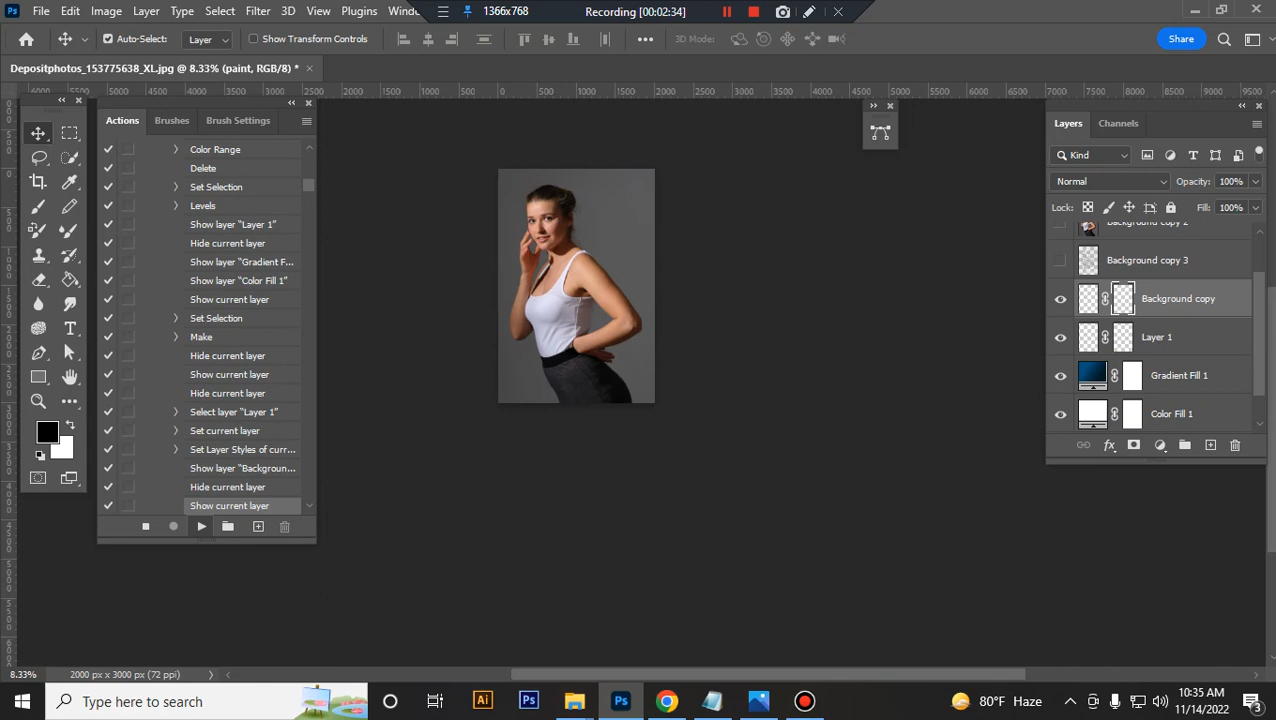 File Edit Image Layer Type Select Filter 3D View Plugins Windo
1366x768 Recording [00:02:34]
Auto-Select: Layer Show Transform Controls 3D Mode: Share
Depositphotos_153775638_XL.jpg @ 8.33% (paint, RGB/8) *
Actions Brushes Brush Settings
Color Range
Delete
Set Selection
Levels
Show layer “Layer 1”
Hide current layer
Show layer “Gradient F...
Show layer “Color Fill 1”
Show current layer
Set Selection
Make
Hide current layer
Show current layer
Hide current layer
Select layer “Layer 1”
Set current layer
Set Layer Styles of curr...
Show layer “Backgroun...
Hide current layer
Show current layer
Layers Channels
Kind
Normal Opacity: 100%
Lock: Fill: 100%
Background copy 2
Background copy 3
Background copy
Layer 1
Gradient Fill 1
Color Fill 1
8.33% 2000 px x 3000 px (72 ppi)
Type here to search
80°F Haze
10:35 AM
11/14/2022